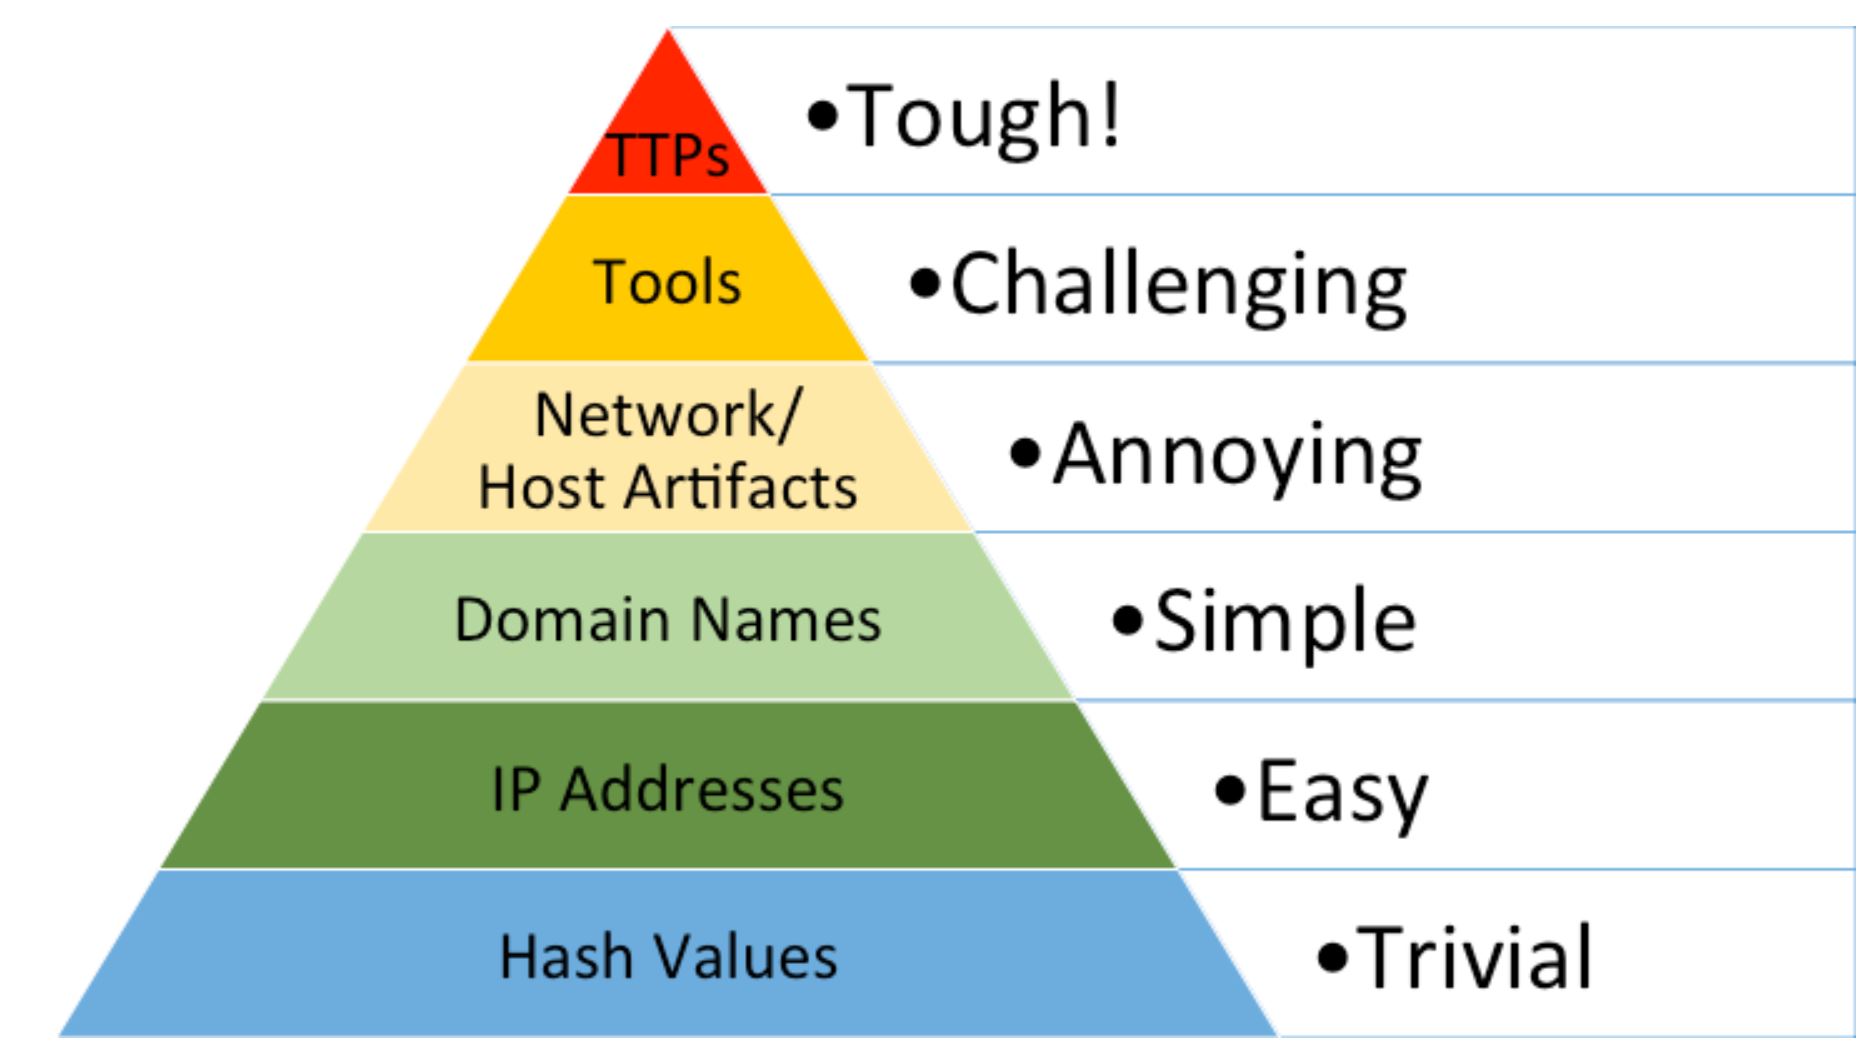 TTPs
•Tough!
Tools
•Challenging
Network/
Host Artifacts
•Annoying
Domain Names
•Simple
IP Addresses
•Easy
Hash Values
•Trivial